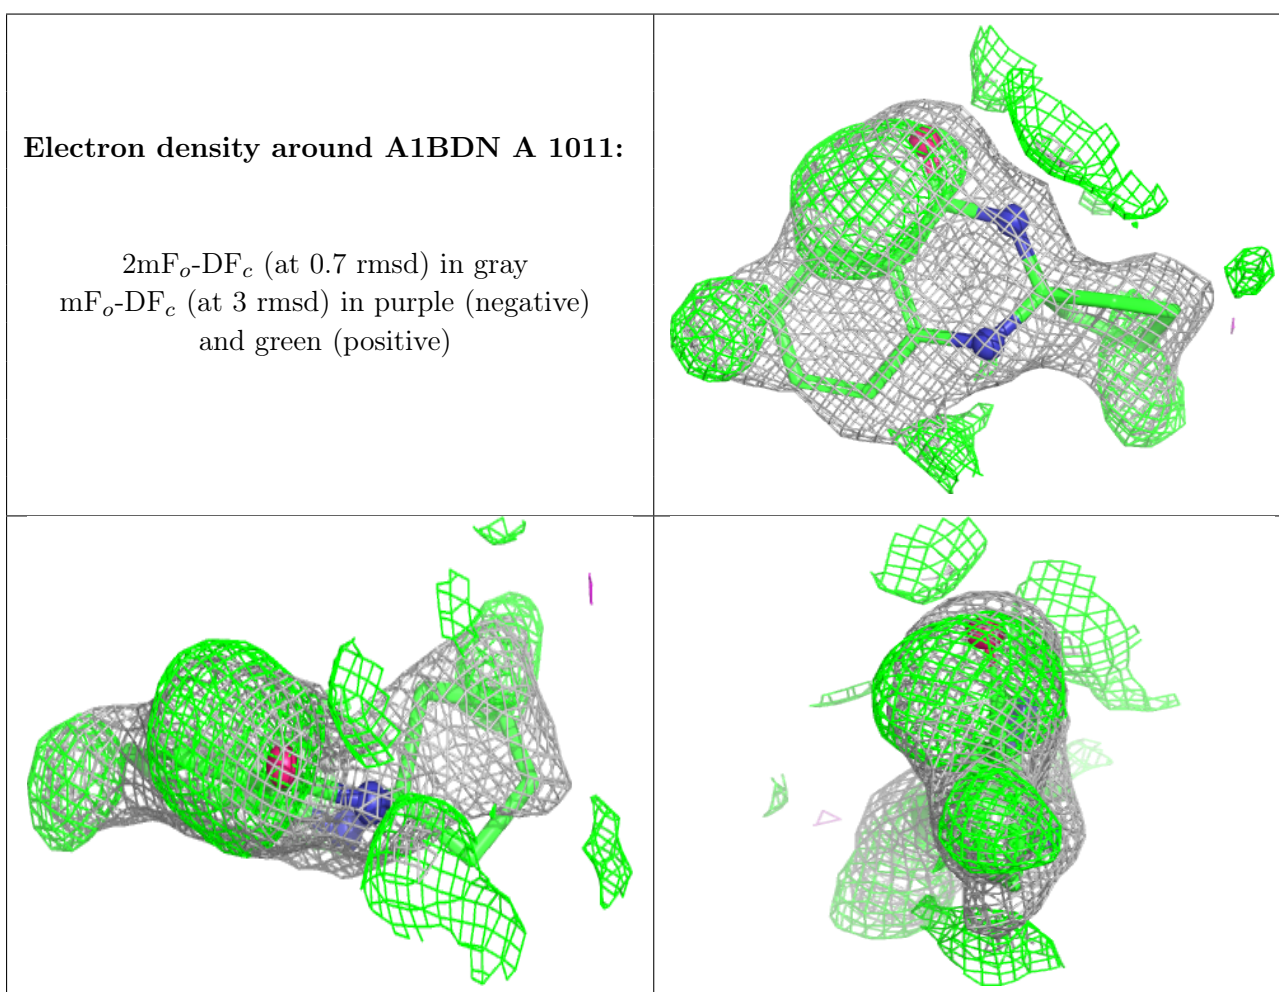 Electron density around A1BDN A 1011:
2mFo-DFc (at 0.7 rmsd) in gray
mFo-DFc (at 3 rmsd) in purple (negative)
and green (positive)